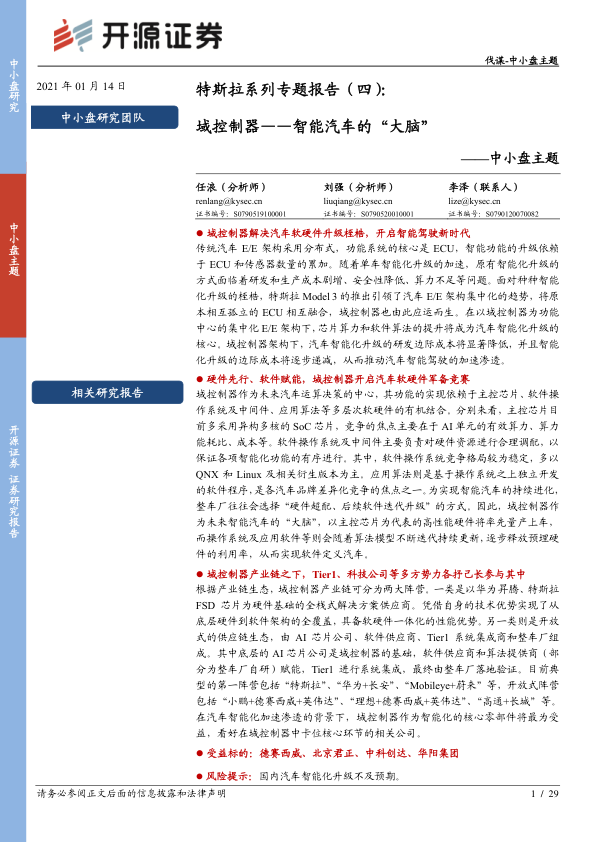 开源证券
伐谋-中小盘主题
中小盘研究
2021 年 01 月 14 日
中小盘研究团队
特斯拉系列专题报告（四）：
域控制器——智能汽车的“大脑”
——中小盘主题
任浪（分析师）
刘强（分析师）
李泽（联系人）
renlang@kysec.cn
liuqiang@kysec.cn
lize@kysec.cn
证书编号：S0790519100001
证书编号：S0790520010001
证书编号：S0790120070082
中小盘主题
相关研究报告
开源证券 证券研究报告
● 域控制器解决汽车软硬件升级桎梏，开启智能驾驶新时代
传统汽车 E/E 架构采用分布式，功能系统的核心是 ECU，智能功能的升级依赖
于 ECU 和传感器数量的累加。随着单车智能化升级的加速，原有智能化升级的
方式面临着研发和生产成本剧增、安全性降低、算力不足等问题。面对种种智能
化升级的桎梏，特斯拉 Model 3 的推出引领了汽车 E/E 架构集中化的趋势，将原
本相互孤立的 ECU 相互融合，域控制器也由此应运而生。在以域控制器为功能
中心的集中化 E/E 架构下，芯片算力和软件算法的提升将成为汽车智能化升级的
核心。域控制器架构下，汽车智能化升级的研发边际成本将显著降低，并且智能
化升级的边际成本将逐步递减，从而推动汽车智能驾驶的加速渗透。
● 硬件先行、软件赋能，域控制器开启汽车软硬件军备竞赛
域控制器作为未来汽车运算决策的中心，其功能的实现依赖于主控芯片、软件操
作系统及中间件、应用算法等多层次软硬件的有机结合。分别来看，主控芯片目
前多采用异构多核的 SoC 芯片，竞争的焦点主要在于 AI 单元的有效算力、算力
能耗比、成本等。软件操作系统及中间件主要负责对硬件资源进行合理调配，以
保证各项智能化功能的有序进行。其中，软件操作系统竞争格局较为稳定，多以
QNX 和 Linux 及相关衍生版本为主。应用算法则是基于操作系统之上独立开发
的软件程序，是各汽车品牌差异化竞争的焦点之一。为实现智能汽车的持续进化，
整车厂往往会选择“硬件超配、后续软件迭代升级”的方式。因此，域控制器作
为未来智能汽车的“大脑”，以主控芯片为代表的高性能硬件将率先量产上车，
而操作系统及应用软件等则会随着算法模型不断迭代持续更新，逐步释放预埋硬
件的利用率，从而实现软件定义汽车。
● 域控制器产业链之下，Tier1、科技公司等多方势力各抒己长参与其中
根据产业链生态，域控制器产业链可分为两大阵营。一类是以华为昇腾、特斯拉
FSD 芯片为硬件基础的全栈式解决方案供应商。凭借自身的技术优势实现了从
底层硬件到软件架构的全覆盖，具备软硬件一体化的性能优势。另一类则是开放
式的供应链生态，由 AI 芯片公司、软件供应商、Tier1 系统集成商和整车厂组
成。其中底层的 AI 芯片公司是域控制器的基础，软件供应商和算法提供商（部
分为整车厂自研）赋能，Tier1 进行系统集成，最终由整车厂落地验证。目前典
型的第一阵营包括“特斯拉”、“华为+长安”、“Mobileye+蔚来”等，开放式阵营
包括“小鹏+德赛西威+英伟达”、“理想+德赛西威+英伟达”、“高通+长城”等。
在汽车智能化加速渗透的背景下，域控制器作为智能化的核心零部件将最为受
益，看好在域控制器中卡位核心环节的相关公司。
● 受益标的：德赛西威、北京君正、中科创达、华阳集团
● 风险提示：国内汽车智能化升级不及预期。
请务必参阅正文后面的信息披露和法律声明
1 / 29